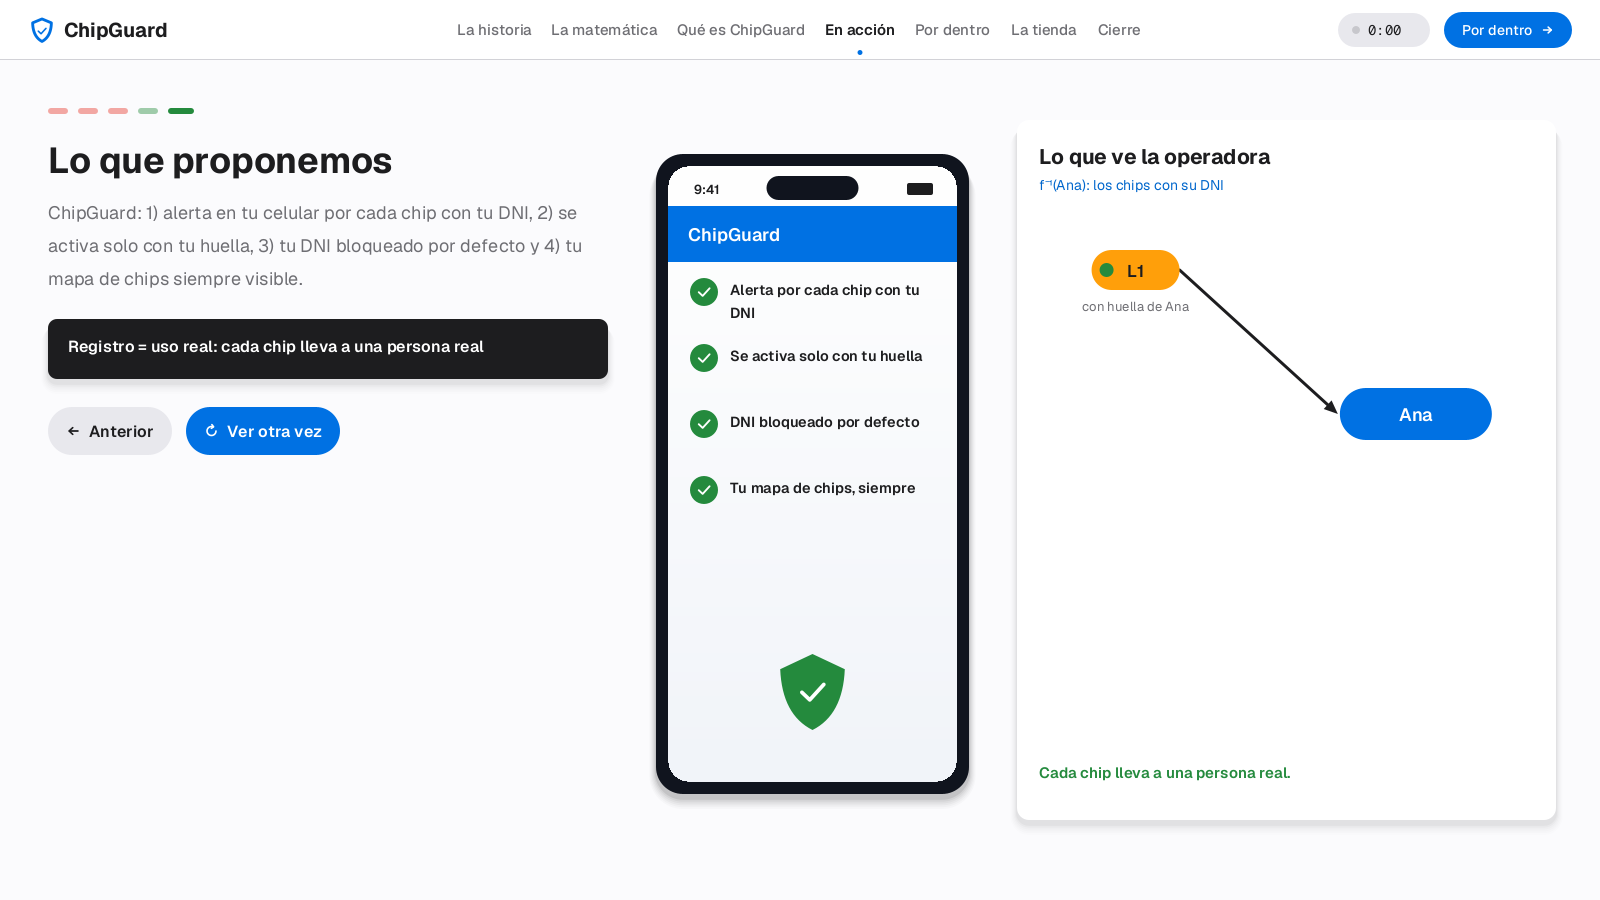 ChipGuard
La historia
La matemática
Qué es ChipGuard
En acción
Por dentro
La tienda
Cierre
0:00
Por dentro →
Lo que proponemos
ChipGuard: 1) alerta en tu celular por cada chip con tu DNI, 2) se
activa solo con tu huella, 3) tu DNI bloqueado por defecto y 4) tu
mapa de chips siempre visible.
Registro = uso real: cada chip lleva a una persona real
← Anterior
Ver otra vez
9:41
ChipGuard
Alerta por cada chip con tu
DNI
Se activa solo con tu huella
DNI bloqueado por defecto
Tu mapa de chips, siempre
Lo que ve la operadora
f⁻¹(Ana): los chips con su DNI
L1
con huella de Ana
Ana
Cada chip lleva a una persona real.